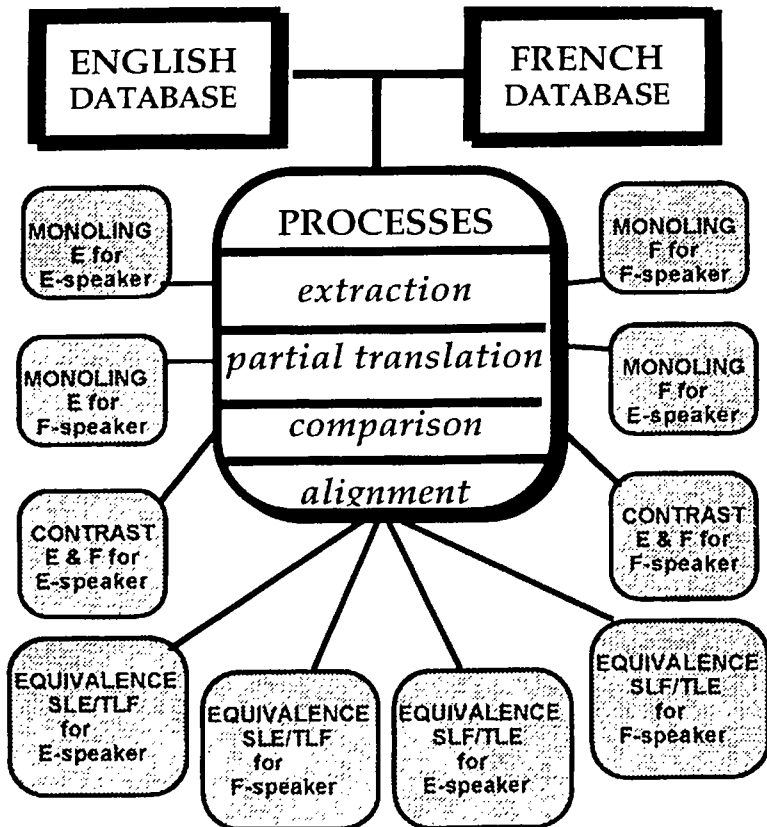 ENGLISH
DATABASE
FRENCH
DATABASE
PROCESSES
extraction
partial translation
comparison
alignment
MONOLING
E for
E-speaker
MONOLING
F for
F-speaker
MONOLING
E for
F-speaker
MONOLING
F for
E-speaker
CONTRAST
E & F for
E-speaker
CONTRAST
E & F for
F-speaker
EQUIVALENCE
SLE/TLF
for
E-speaker
EQUIVALENCE
SLE/TLF
for
F-speaker
EQUIVALENCE
SLF/TLE
for
E-speaker
EQUIVALENCE
SLF/TLE
for
F-speaker